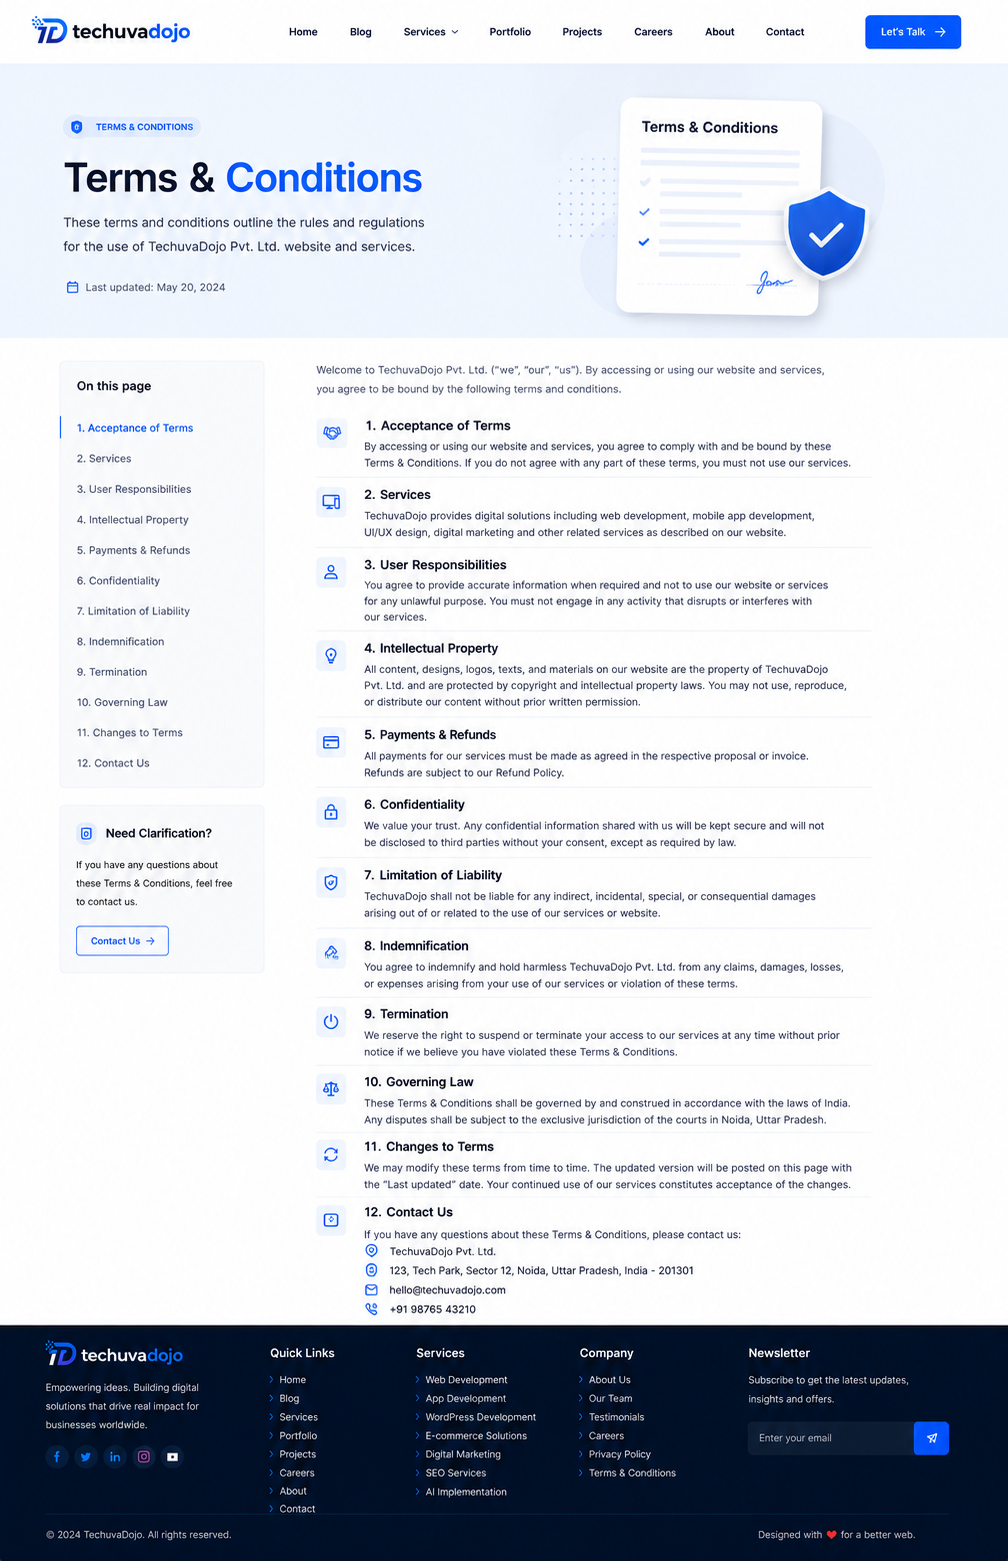 techuvadojo
Home
Blog
Services
Portfolio
Projects
Careers
About
Contact
Let's Talk
TERMS & CONDITIONS
Terms & Conditions
These terms and conditions outline the rules and regulations
for the use of TechuvaDojo Pvt. Ltd. website and services.
Last updated: May 20, 2024
Terms & Conditions
On this page
1. Acceptance of Terms
2. Services
3. User Responsibilities
4. Intellectual Property
5. Payments & Refunds
6. Confidentiality
7. Limitation of Liability
8. Indemnification
9. Termination
10. Governing Law
11. Changes to Terms
12. Contact Us
Need Clarification?
If you have any questions about
these Terms & Conditions, feel free
to contact us.
Contact Us
Welcome to TechuvaDojo Pvt. Ltd. (“we”, “our”, “us”). By accessing or using our website and services,
you agree to be bound by the following terms and conditions.
1. Acceptance of Terms
By accessing or using our website and services, you agree to comply with and be bound by these
Terms & Conditions. If you do not agree with any part of these terms, you must not use our services.
2. Services
TechuvaDojo provides digital solutions including web development, mobile app development,
UI/UX design, digital marketing and other related services as described on our website.
3. User Responsibilities
You agree to provide accurate information when required and not to use our website or services
for any unlawful purpose. You must not engage in any activity that disrupts or interferes with
our services.
4. Intellectual Property
All content, designs, logos, texts, and materials on our website are the property of TechuvaDojo
Pvt. Ltd. and are protected by copyright and intellectual property laws. You may not use, reproduce,
or distribute our content without prior written permission.
5. Payments & Refunds
All payments for our services must be made as agreed in the respective proposal or invoice.
Refunds are subject to our Refund Policy.
6. Confidentiality
We value your trust. Any confidential information shared with us will be kept secure and will not
be disclosed to third parties without your consent, except as required by law.
7. Limitation of Liability
TechuvaDojo shall not be liable for any indirect, incidental, special, or consequential damages
arising out of or related to the use of our services or website.
8. Indemnification
You agree to indemnify and hold harmless TechuvaDojo Pvt. Ltd. from any claims, damages, losses,
or expenses arising from your use of our services or violation of these terms.
9. Termination
We reserve the right to suspend or terminate your access to our services at any time without prior
notice if we believe you have violated these Terms & Conditions.
10. Governing Law
These Terms & Conditions shall be governed by and construed in accordance with the laws of India.
Any disputes shall be subject to the exclusive jurisdiction of the courts in Noida, Uttar Pradesh.
11. Changes to Terms
We may modify these terms from time to time. The updated version will be posted on this page with
the “Last updated” date. Your continued use of our services constitutes acceptance of the changes.
12. Contact Us
If you have any questions about these Terms & Conditions, please contact us:
TechuvaDojo Pvt. Ltd.
123, Tech Park, Sector 12, Noida, Uttar Pradesh, India - 201301
hello@techuvadojo.com
+91 98765 43210
techuvadojo
Empowering ideas. Building digital
solutions that drive real impact for
businesses worldwide.
Quick Links
Home
Blog
Services
Portfolio
Projects
Careers
About
Contact
Services
Web Development
App Development
WordPress Development
E-commerce Solutions
Digital Marketing
SEO Services
AI Implementation
Company
About Us
Our Team
Testimonials
Careers
Privacy Policy
Terms & Conditions
Newsletter
Subscribe to get the latest updates,
insights and offers.
Enter your email
© 2024 TechuvaDojo. All rights reserved.
Designed with ❤ for a better web.